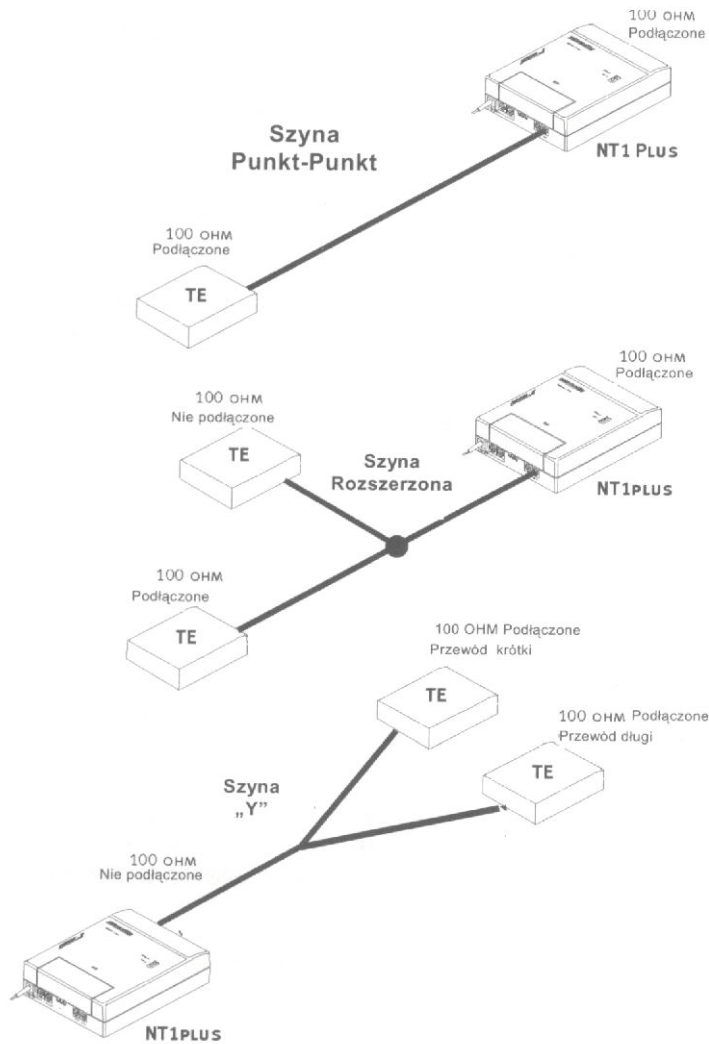 100 OHM
Podłączone
NT1 PLUS
Szyna
Punkt-Punkt
100 OHM
Podłączone
TE
100 OHM
Podłączone
NT1PLUS
100 OHM
Nie podłączone
TE
Szyna
Rozszerzona
100 OHM
Podłączone
TE
100 OHM Podłączone
Przewód krótki
TE
100 OHM Podłączone
Przewód długi
TE
Szyna
„Y”
100 OHM
Nie podłączone
NT1PLUS